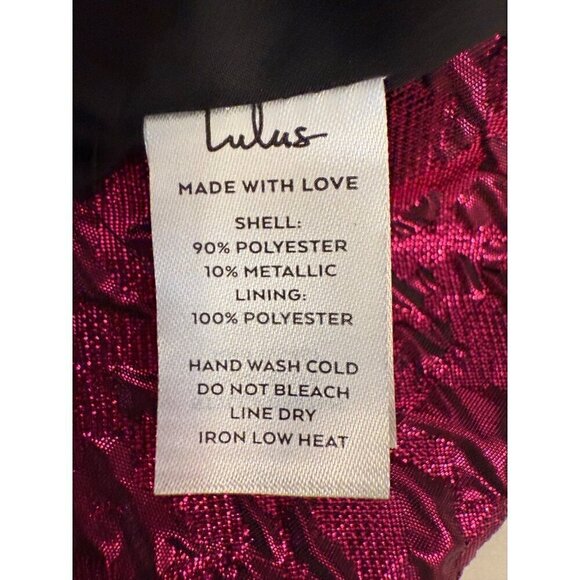 Lulus
MADE WITH LOVE
SHELL:
90% POLYESTER
10% METALLIC
LINING:
100% POLYESTER
HAND WASH COLD
DO NOT BLEACH
LINE DRY
IRON LOW HEAT